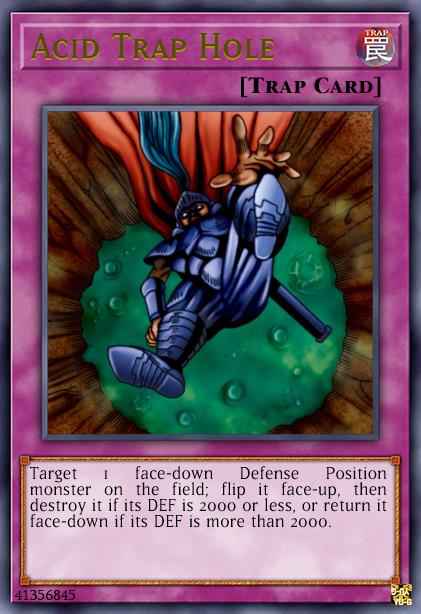 Acid Trap Hole
TRAP
罠
[Trap Card]
Target 1 face-down Defense Position
monster on the field; flip it face-up, then
destroy it if its DEF is 2000 or less, or return it
face-down if its DEF is more than 2000.
41356845